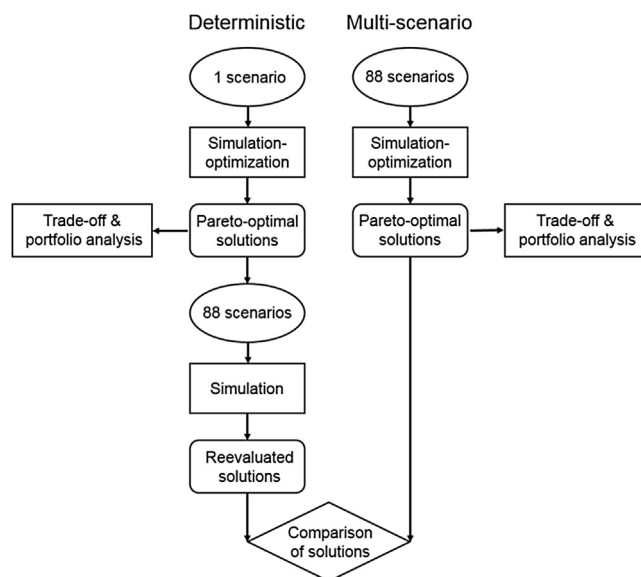 Deterministic
Multi-scenario
1 scenario
88 scenarios
Simulation-
optimization
Simulation-
optimization
Trade-off &
portfolio analysis
Pareto-optimal
solutions
Pareto-optimal
solutions
Trade-off &
portfolio analysis
88 scenarios
Simulation
Reevaluated
solutions
Comparison
of solutions